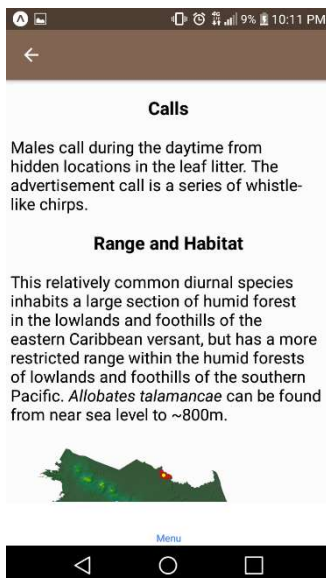 9% 10:11 PM
Calls
Males call during the daytime from
hidden locations in the leaf litter. The
advertisement call is a series of whistle-
like chirps.
Range and Habitat
This relatively common diurnal species
inhabits a large section of humid forest
in the lowlands and foothills of the
eastern Caribbean versant, but has a more
restricted range within the humid forests
of lowlands and foothills of the southern
Pacific. Allobates talamancae can be found
from near sea level to ~800m.
Menu